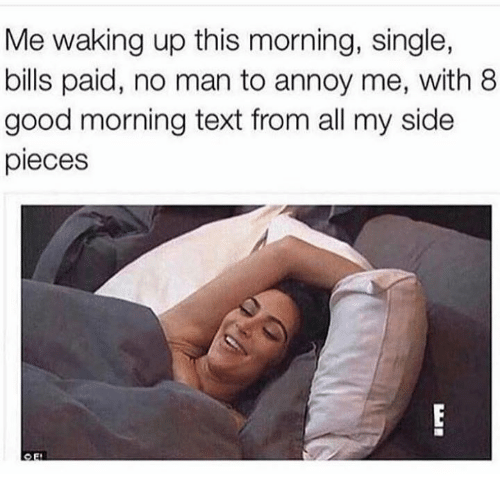 Me waking up this morning, single,
bills paid, no man to annoy me, with 8
good morning text from all my side
pieces
E!
©E!